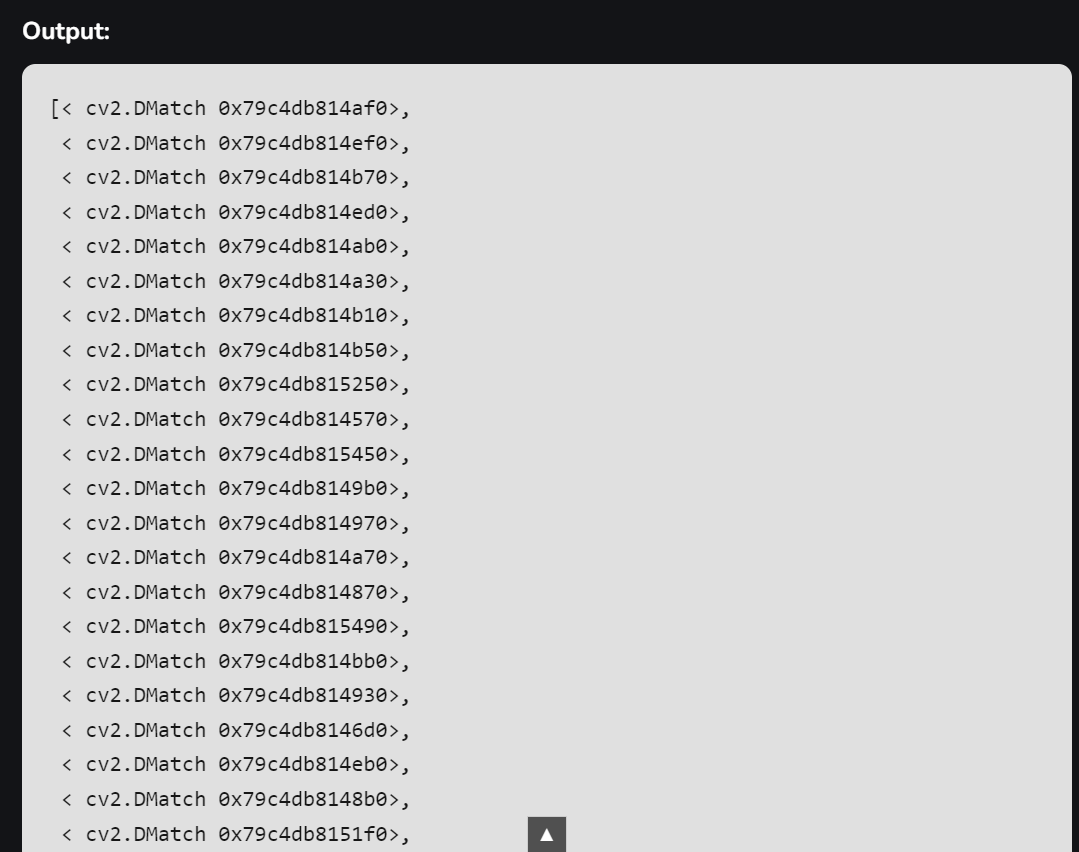 Output:
[< cv2.DMatch 0x79c4db814af0>,
< cv2.DMatch 0x79c4db814ef0>,
< cv2.DMatch 0x79c4db814b70>,
< cv2.DMatch 0x79c4db814ed0>,
< cv2.DMatch 0x79c4db814ab0>,
< cv2.DMatch 0x79c4db814a30>,
< cv2.DMatch 0x79c4db814b10>,
< cv2.DMatch 0x79c4db814b50>,
< cv2.DMatch 0x79c4db815250>,
< cv2.DMatch 0x79c4db814570>,
< cv2.DMatch 0x79c4db815450>,
< cv2.DMatch 0x79c4db8149b0>,
< cv2.DMatch 0x79c4db814970>,
< cv2.DMatch 0x79c4db814a70>,
< cv2.DMatch 0x79c4db814870>,
< cv2.DMatch 0x79c4db815490>,
< cv2.DMatch 0x79c4db814bb0>,
< cv2.DMatch 0x79c4db814930>,
< cv2.DMatch 0x79c4db8146d0>,
< cv2.DMatch 0x79c4db814eb0>,
< cv2.DMatch 0x79c4db8148b0>,
< cv2.DMatch 0x79c4db8151f0>,